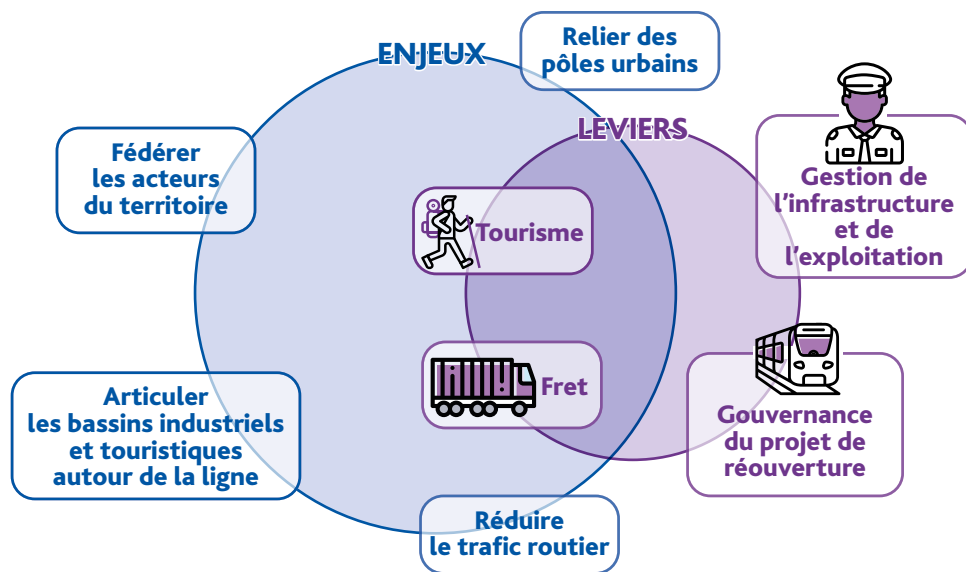 ENJEUX
Relier des
pôles urbains
LEVIERS
Fédérer
les acteurs
du territoire
Gestion de
l’infrastructure
et de
l’exploitation
Tourisme
Fret
Articuler
les bassins industriels
et touristiques
autour de la ligne
Gouvernance
du projet de
réouverture
Réduire
le trafic routier